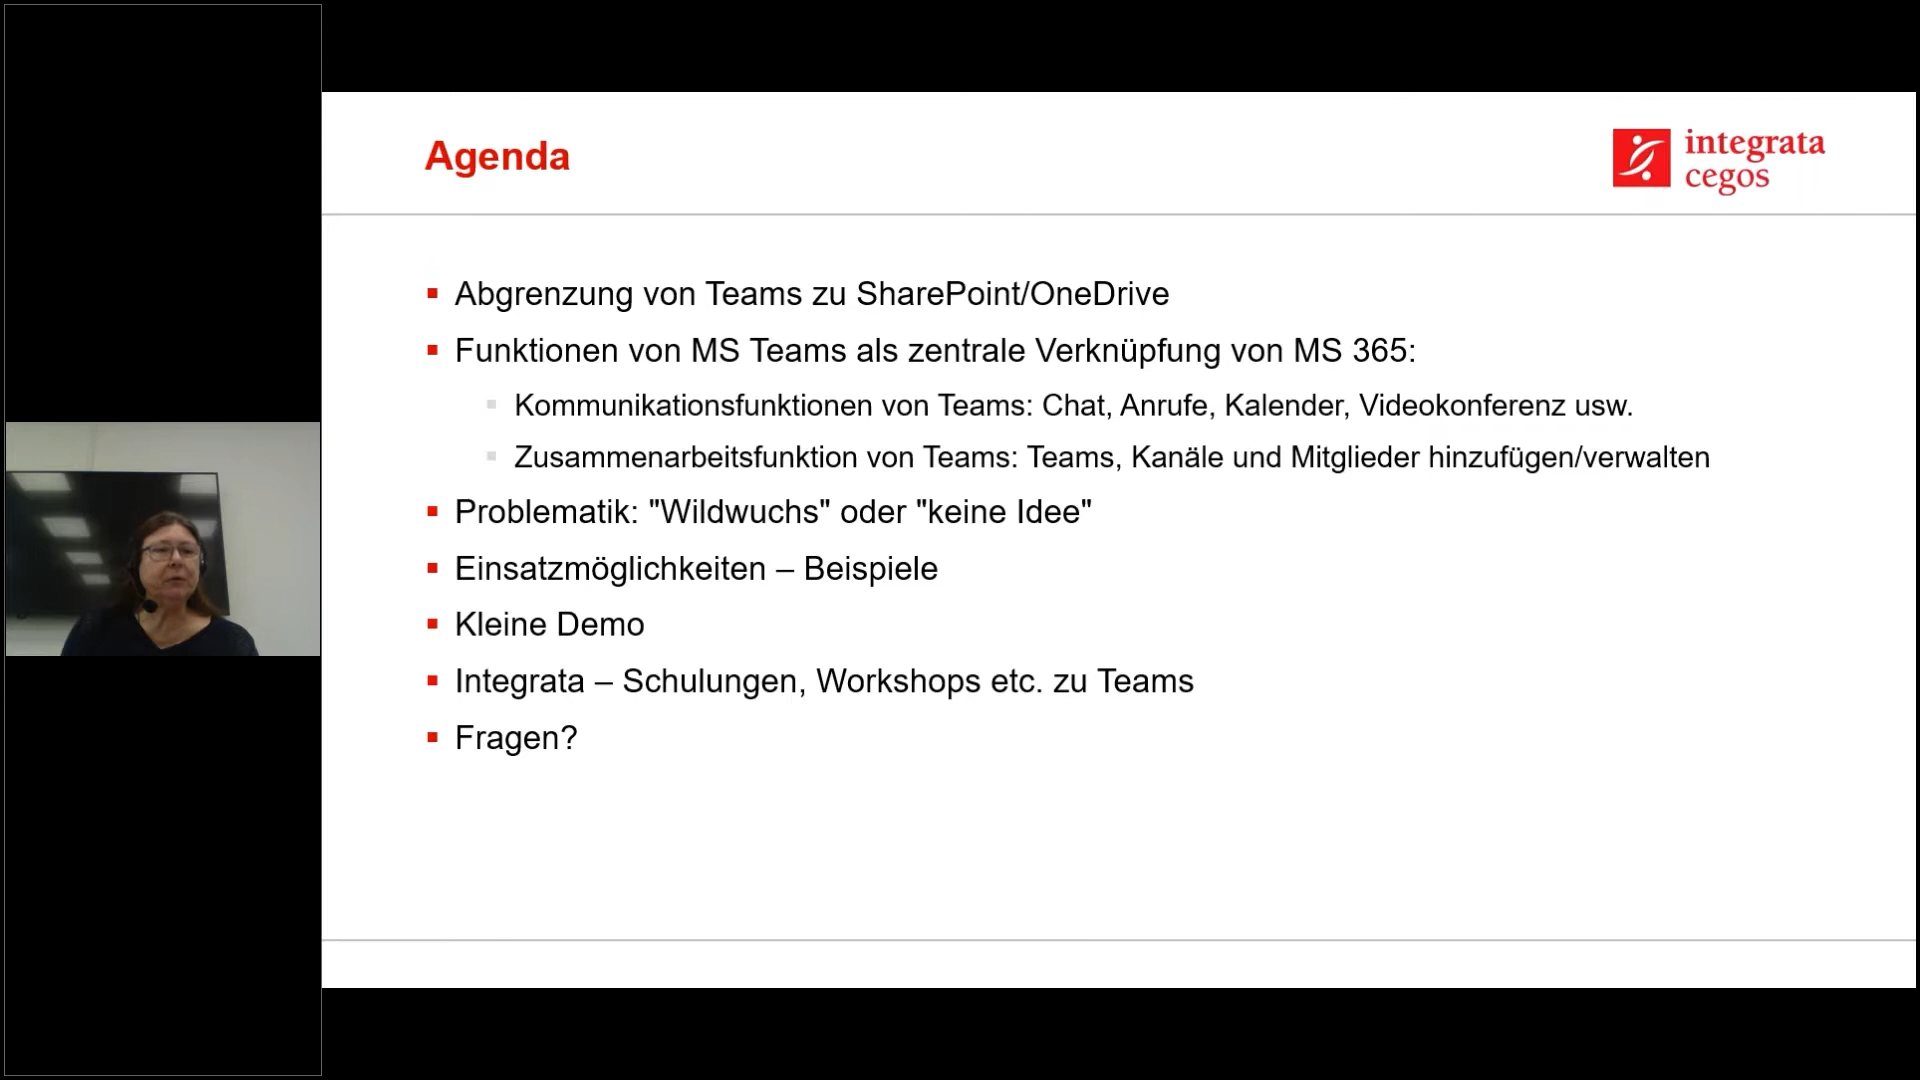 Agenda
integrata
cegos
Abgrenzung von Teams zu SharePoint/OneDrive
Funktionen von MS Teams als zentrale Verknüpfung von MS 365:
Kommunikationsfunktionen von Teams: Chat, Anrufe, Kalender, Videokonferenz usw.
Zusammenarbeitsfunktion von Teams: Teams, Kanäle und Mitglieder hinzufügen/verwalten
Problematik: "Wildwuchs" oder "keine Idee"
Einsatzmöglichkeiten – Beispiele
Kleine Demo
Integrata – Schulungen, Workshops etc. zu Teams
Fragen?